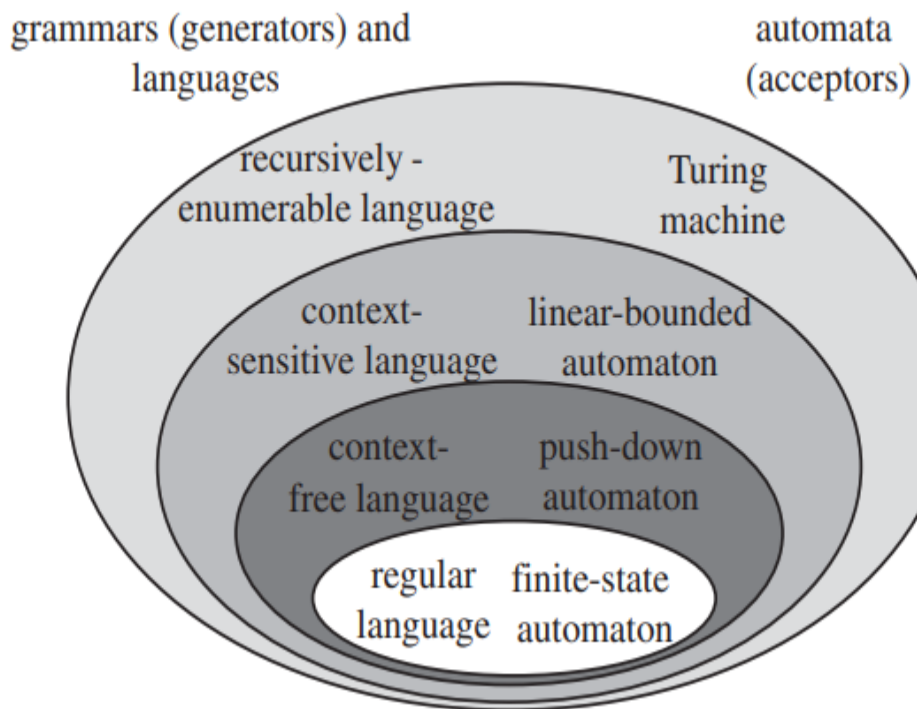 grammars (generators) and
languages
automata
(acceptors)
recursively -
enumerable language
Turing
machine
context-
sensitive language
linear-bounded
automaton
context-
free language
push-down
automaton
regular
language
finite-state
automaton